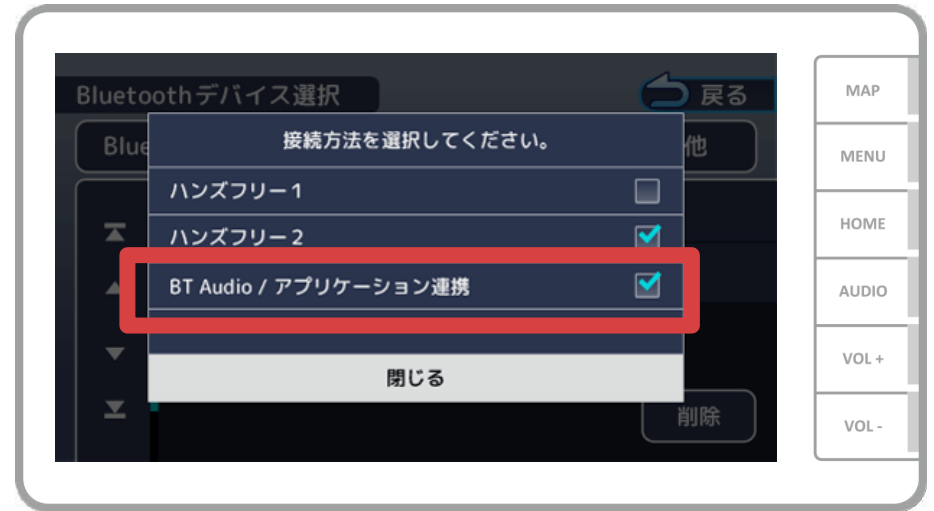 Bluetoothデバイス選択
戻る
Blue
他
接続方法を選択してください。
ハンズフリー1
ハンズフリー2
BT Audio / アプリケーション連携
閉じる
削除
MAP
MENU
HOME
AUDIO
VOL +
VOL -